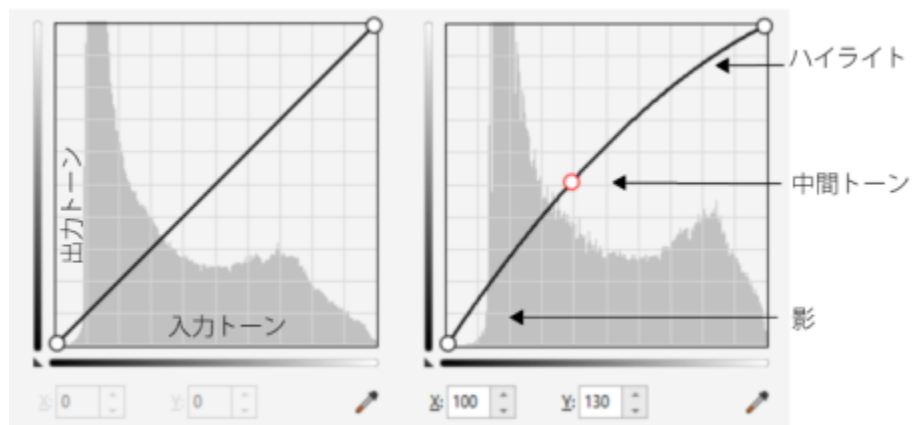 出力トーン
入力トーン
X: 0
Y: 0
ハイライト
中間トーン
影
X: 100
Y: 130